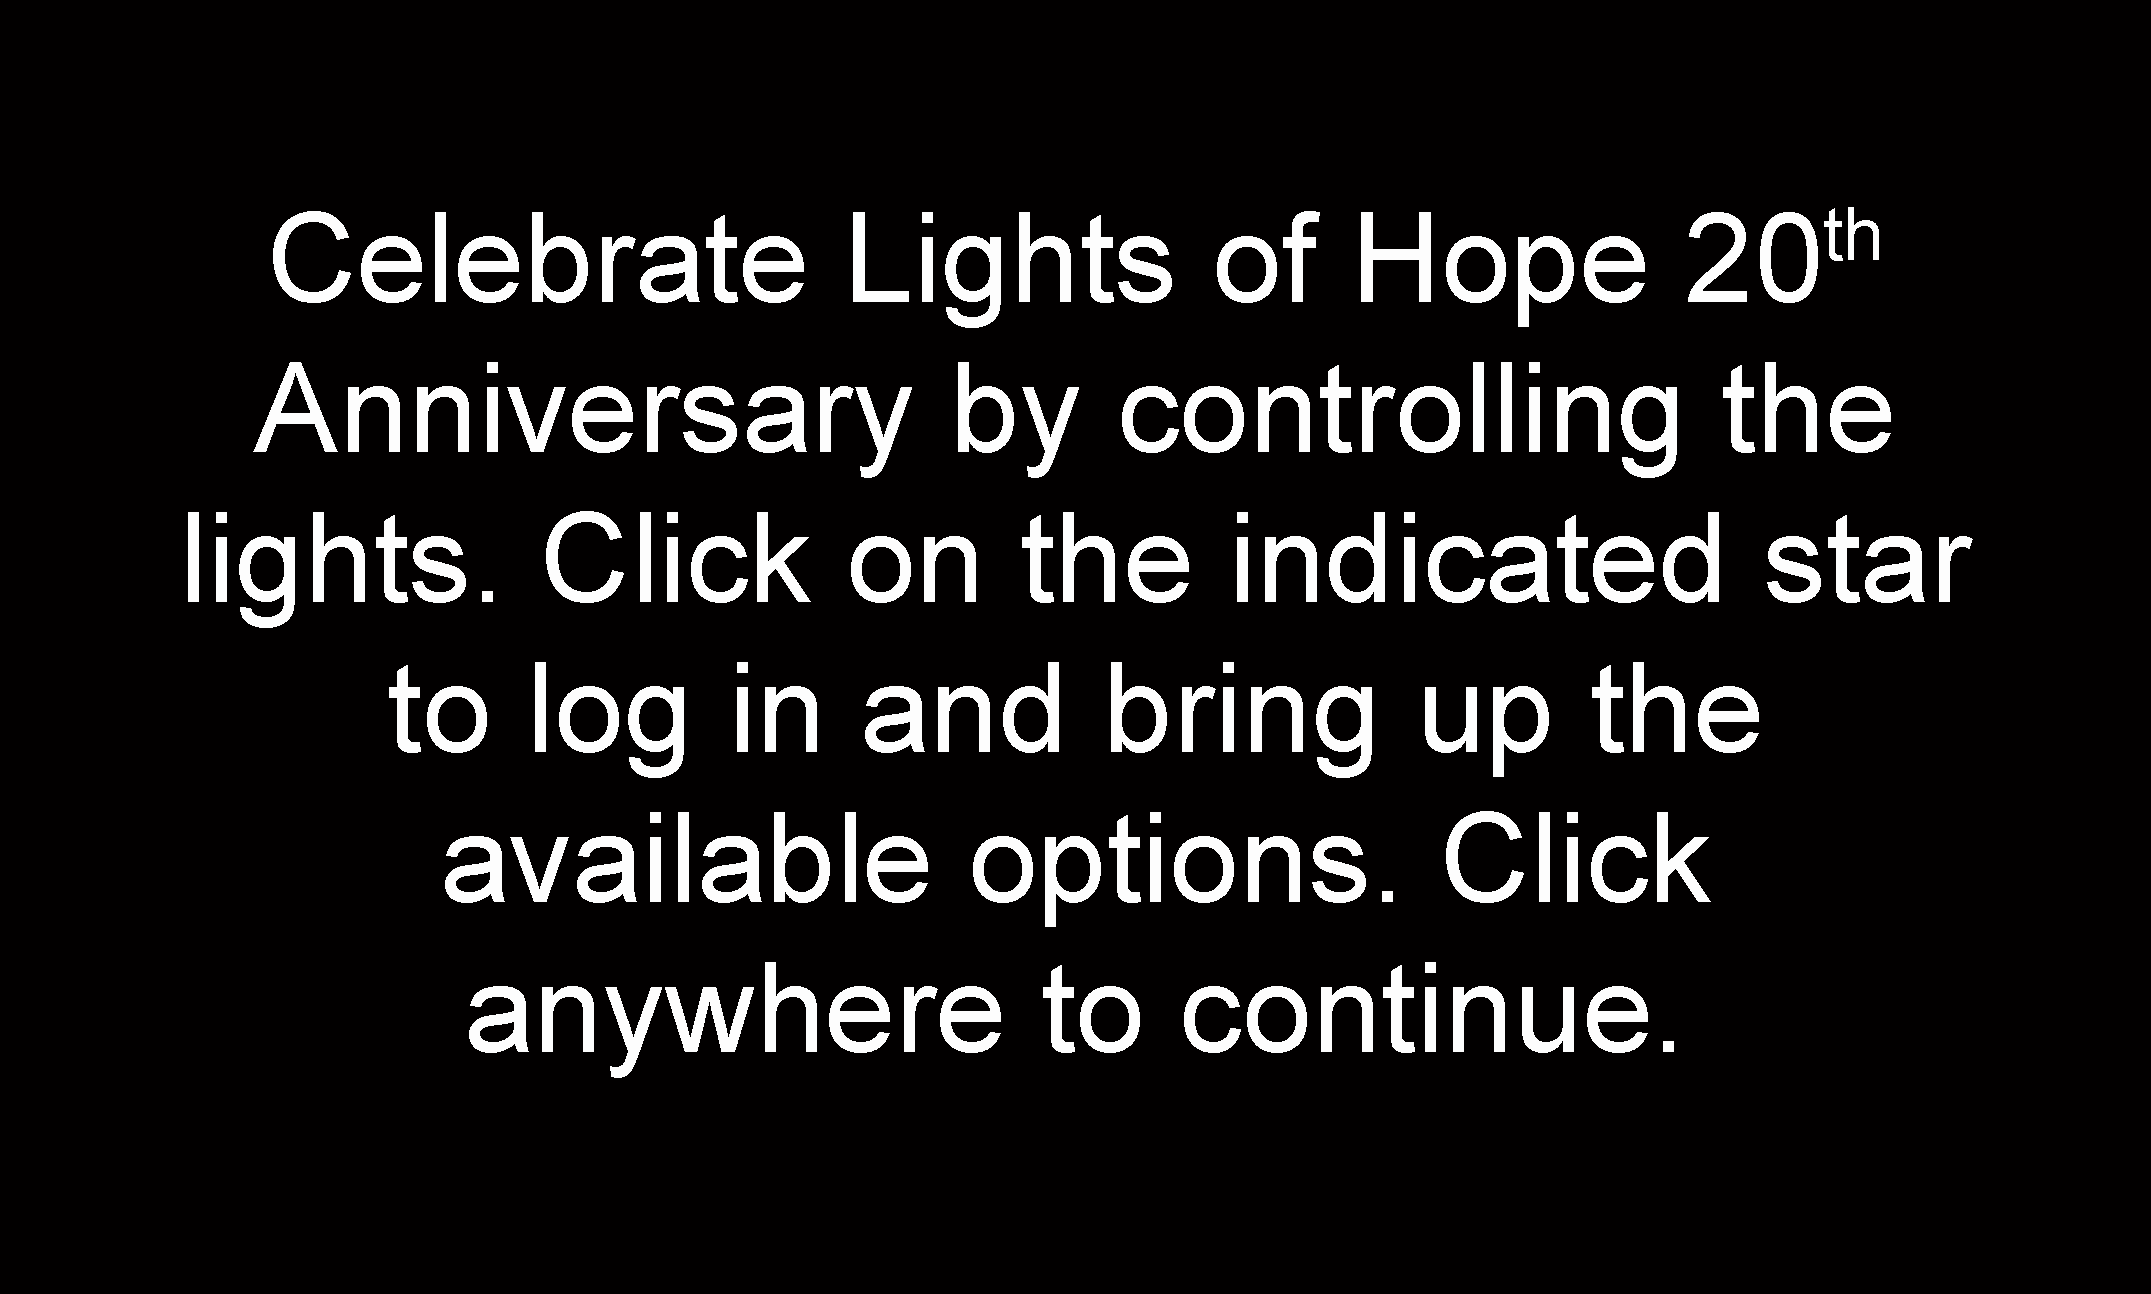 Celebrate Lights of Hope 20th
Anniversary by controlling the
lights. Click on the indicated star
to log in and bring up the
available options. Click
anywhere to continue.